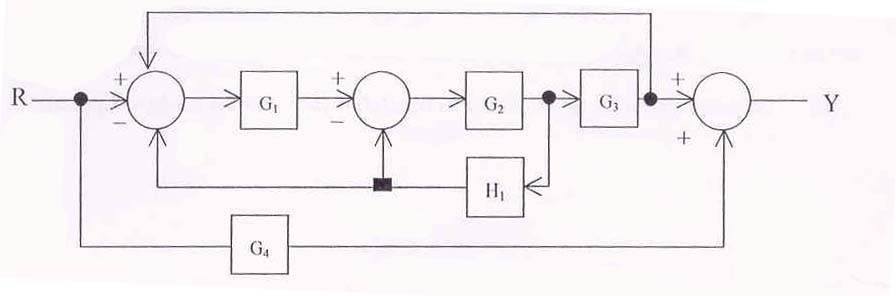 + + +
R G₁ G₂ G₃ Y
− − +
H₁
G₄